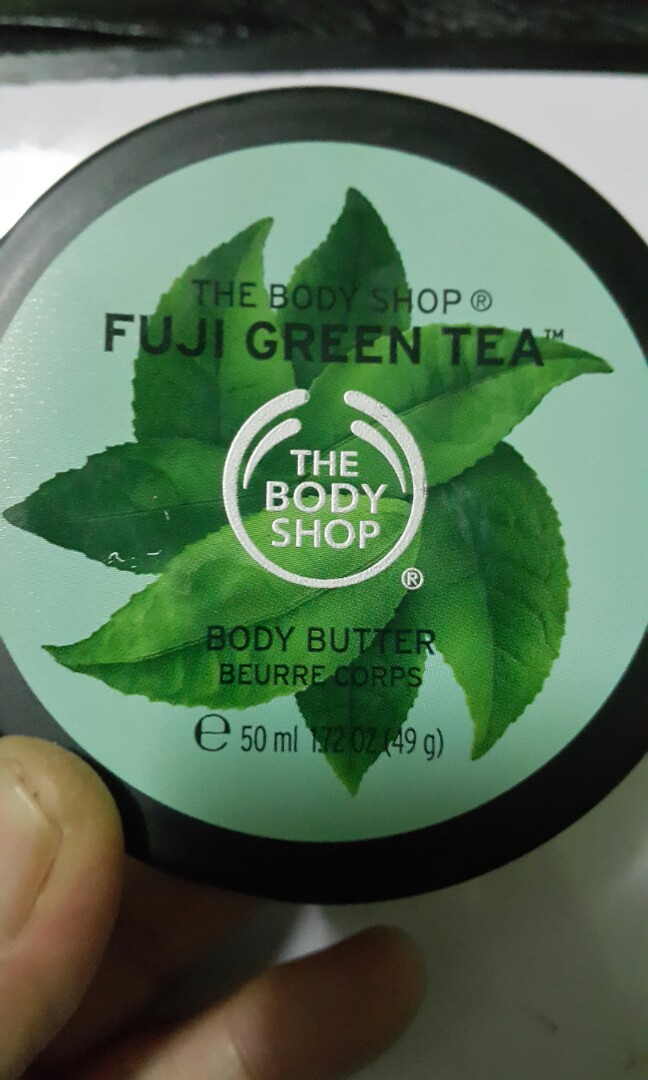 THE BODY SHOP ®
FUJI GREEN TEA™
THE
BODY
SHOP
®
BODY BUTTER
BEURRE CORPS
e 50 ml 1.72 OZ (49 g)